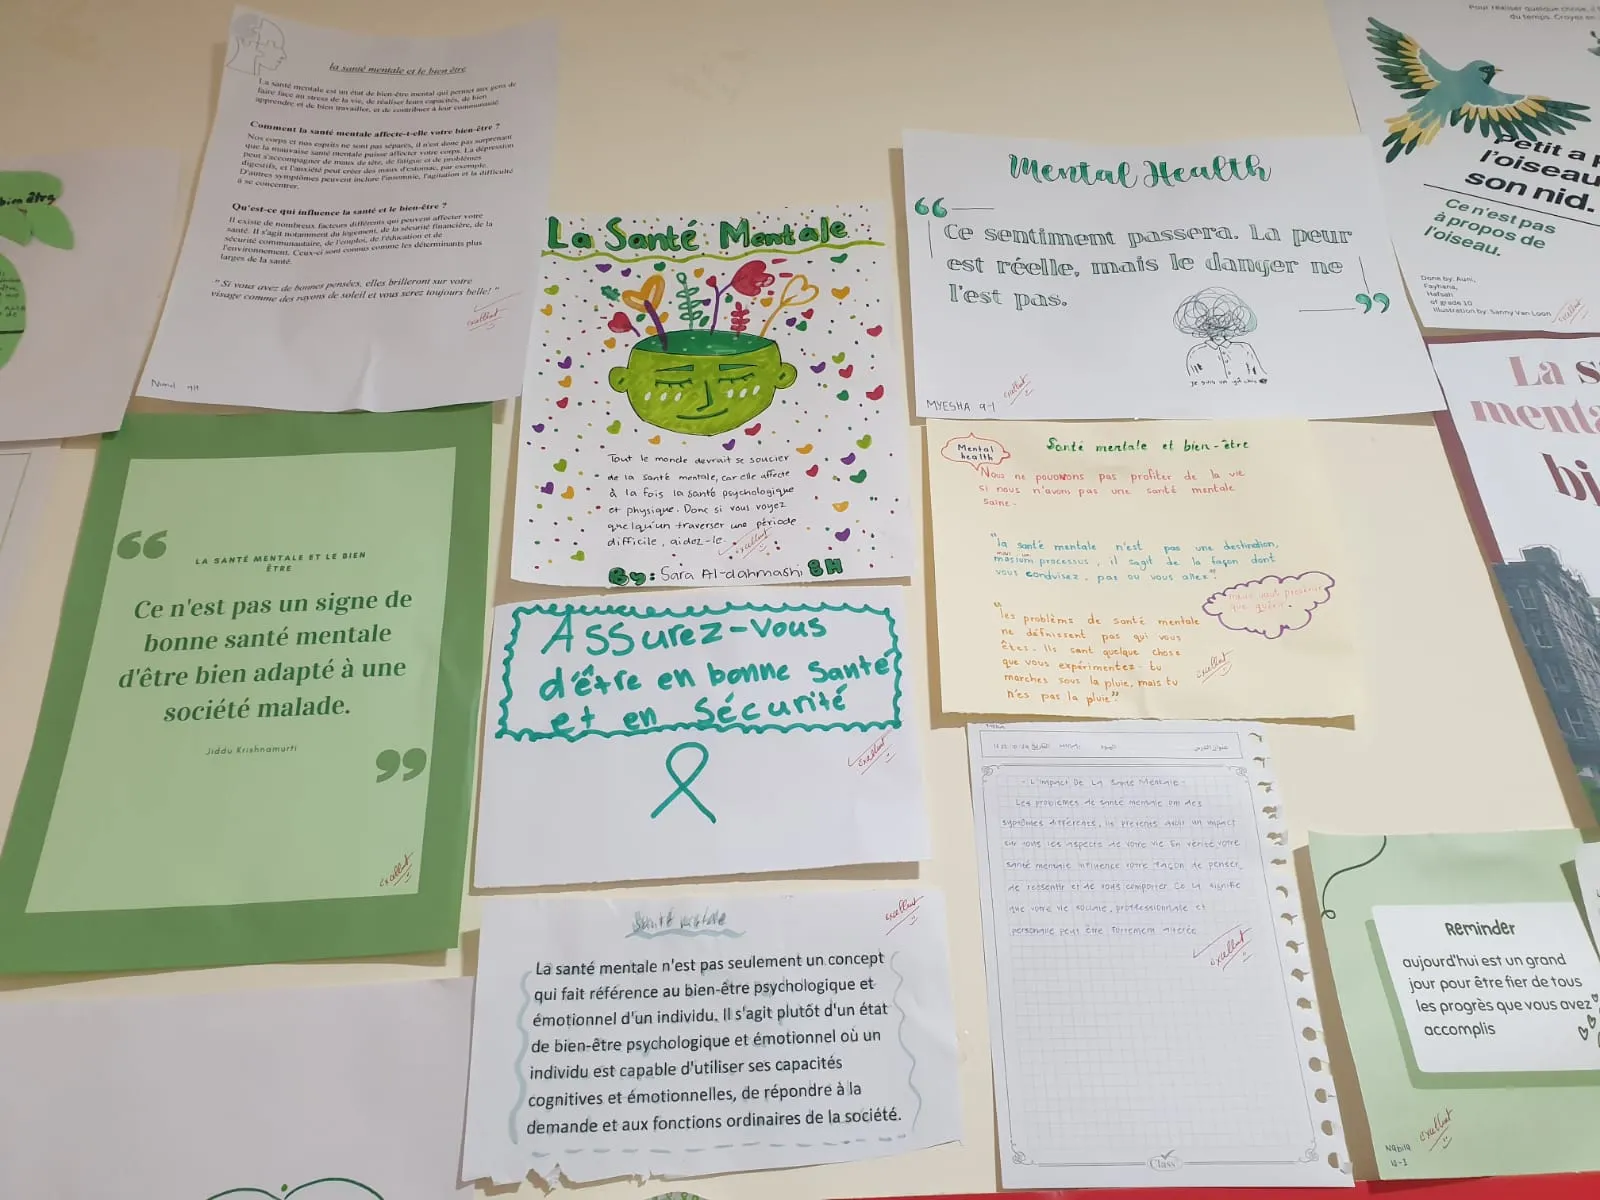 la santé mentale et le bien être
La santé mentale est un état de bien-être mental qui permet aux gens de
faire face au stress de la vie, de réaliser leurs capacités, de bien
apprendre et de bien travailler, et de contribuer à leur communauté
Comment la santé mentale affecte-t-elle votre bien-être ?
Nos corps et nos esprits ne sont pas séparés, il n'est donc pas surprenant
que la mauvaise santé mentale puisse affecter votre corps. La dépression
peut s'accompagner de maux de tête, de fatigue et de problèmes
digestifs, et l'anxiété peut créer des maux d'estomac, par exemple.
D'autres symptômes peuvent inclure l'insomnie, l'agitation et la difficulté
à se concentrer.
Qu'est-ce qui influence la santé et le bien-être ?
Il existe de nombreux facteurs différents qui peuvent affecter votre
santé. Il s'agit notamment du logement, de la sécurité financière, de la
sécurité communautaire, de l'emploi, de l'éducation et de
l'environnement. Ceux-ci sont connus comme les déterminants plus
larges de la santé.
" Si vous avez de bonnes pensées, elles brilleront sur votre
visage comme des rayons de soleil et vous serez toujours belle! "
excellent
bien être
La Santé Mentale
Tout le monde devrait se soucier
de la santé mentale, car elle affecte
à la fois la santé psychologique
et physique. Donc si vous voyez
quelqu'un traverser une période
difficile, aidez-le.
excellent
By: Sara Al-dahmashi 8H
Mental Health
“
Ce sentiment passera. La peur
est réelle, mais le danger ne
l'est pas.
”
je suis un gâchis
MYESHA 9-1
excellent
Pour réaliser quelque chose, il
du temps. Croyez en
Petit a p
l'oiseau
son nid.
Ce n'est pas
à propos de
l'oiseau.
Done by: Auni,
Fayhana,
Hafsah
of grade 10
Illustration by: Sanny Van Loon
excellent
La s
menta
bi
“
LA SANTÉ MENTALE ET LE BIEN
ÊTRE
Ce n'est pas un signe de
bonne santé mentale
d'être bien adapté à une
société malade.
Jiddu Krishnamurti
”
excellent
Assurez-vous
d'être en bonne Santé
et en Sécurité
excellent
Mental
health
Santé mentale et bien-être
Nous ne pouvons pas profiter de la vie
si nous n'avons pas une santé mentale
saine.
"la santé mentale n'est pas une destination,
mais un processus, il sagit de la façon dont
vous conduisez, pas où vous allez."
mieux vaut prévenir
que guérir.
"les problèms de santé mentale
ne défnissent pas qui vous
êtes. Ils sant quelque chose
que vous expérimentez. tu
marches sous la pluie, mais tu
n'es pas la pluie"
excellent
Santé mentale
excellent
La santé mentale n'est pas seulement un concept
qui fait référence au bien-être psychologique et
émotionnel d'un individu. Il s'agit plutôt d'un état
de bien-être psychologique et émotionnel où un
individu est capable d'utiliser ses capacités
cognitives et émotionnelles, de répondre à la
demande et aux fonctions ordinaires de la société.
- L'impact De La Santé Mentale -
Les problèmes de santé mentale ont des
symptômes différents, ils peuvent avoir un impact
sur tous les aspects de votre vie. En vérité votre
santé mentale influence votre façon de penser,
de ressentir et de vous comporter. Ce la signifie
que votre vie sociale, professionnale et
personnale peut être fortement altérée
excellent
Class
Reminder
aujourd'hui est un grand
jour pour être fier de tous
les progrès que vous avez
accomplis
Nabila
excellent